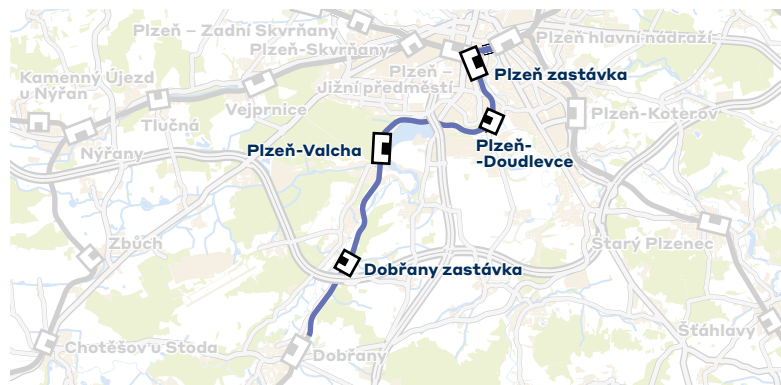 Plzeň – Zadní Skvrňany
Plzeň-Skvrňany
Plzeň hlavní nádraží
Kamenný Újezd
u Nýřan
Plzeň –
Jižní předměstí
Plzeň zastávka
Vejprnice
Tlučná
Plzeň-Koterov
Nýřany
Plzeň-Valcha
Plzeň-
-Doudlevce
Zbůch
Starý Plzenec
Dobřany zastávka
Šťáhlavy
Chotěšov u Stoda
Dobřany